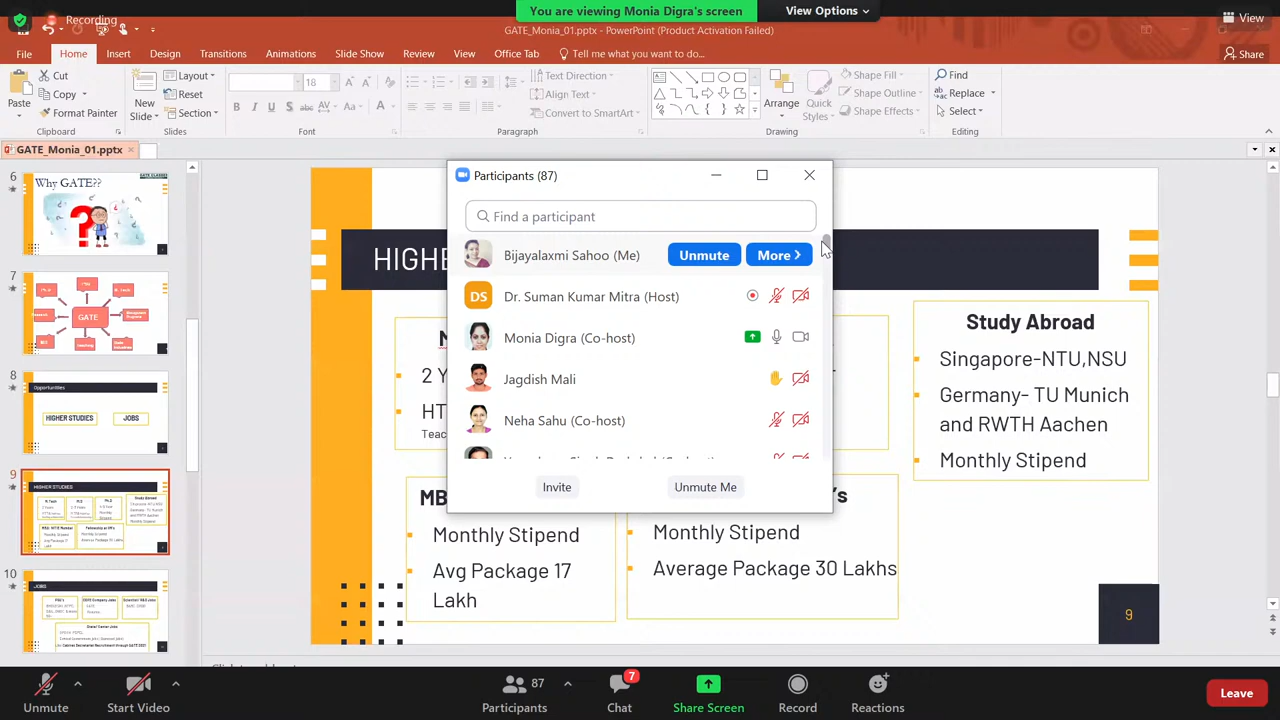 Recording
You are viewing Monia Digra's screen
View Options
View
GATE_Monia_01.pptx - PowerPoint (Product Activation Failed)
File
Home
Insert
Design
Transitions
Animations
Slide Show
Review
View
Office Tab
Tell me what you want to do...
Share
Paste
Cut
Copy
Format Painter
Clipboard
New
Slide
Layout
Reset
Section
Slides
18
Font
Text Direction
Align Text
Convert to SmartArt
Paragraph
Arrange
Quick
Styles
Shape Fill
Shape Outline
Shape Effects
Drawing
Find
Replace
Select
Editing
GATE_Monia_01.pptx
6
Why GATE??
7
GATE
8
Opportunities
HIGHER STUDIES
JOBS
9
HIGHER STUDIES
10
JOBS
HIGHE
2 Y
HT
Teac
Study Abroad
Singapore-NTU,NSU
Germany- TU Munich
and RWTH Aachen
Monthly Stipend
MB
Monthly Stipend
Avg Package 17
Lakh
's
Monthly Stipend
Average Package 30 Lakhs
9
Participants (87)
Find a participant
Bijayalaxmi Sahoo (Me)
Unmute
More
DS
Dr. Suman Kumar Mitra (Host)
Monia Digra (Co-host)
Jagdish Mali
Neha Sahu (Co-host)
Invite
Unmute Me
Unmute
Start Video
87
Participants
7
Chat
Share Screen
Record
Reactions
Leave